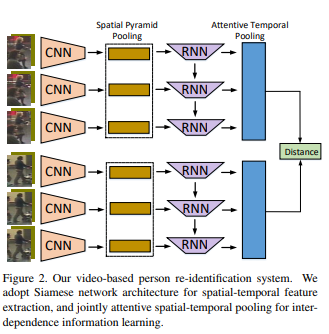 Spatial Pyramid
Pooling
Attentive Temporal
Pooling
CNN
RNN
CNN
RNN
CNN
RNN
Distance
CNN
RNN
CNN
RNN
CNN
RNN
Figure 2. Our video-based person re-identification system. We
adopt Siamese network architecture for spatial-temporal feature
extraction, and jointly attentive spatial-temporal pooling for inter-
dependence information learning.